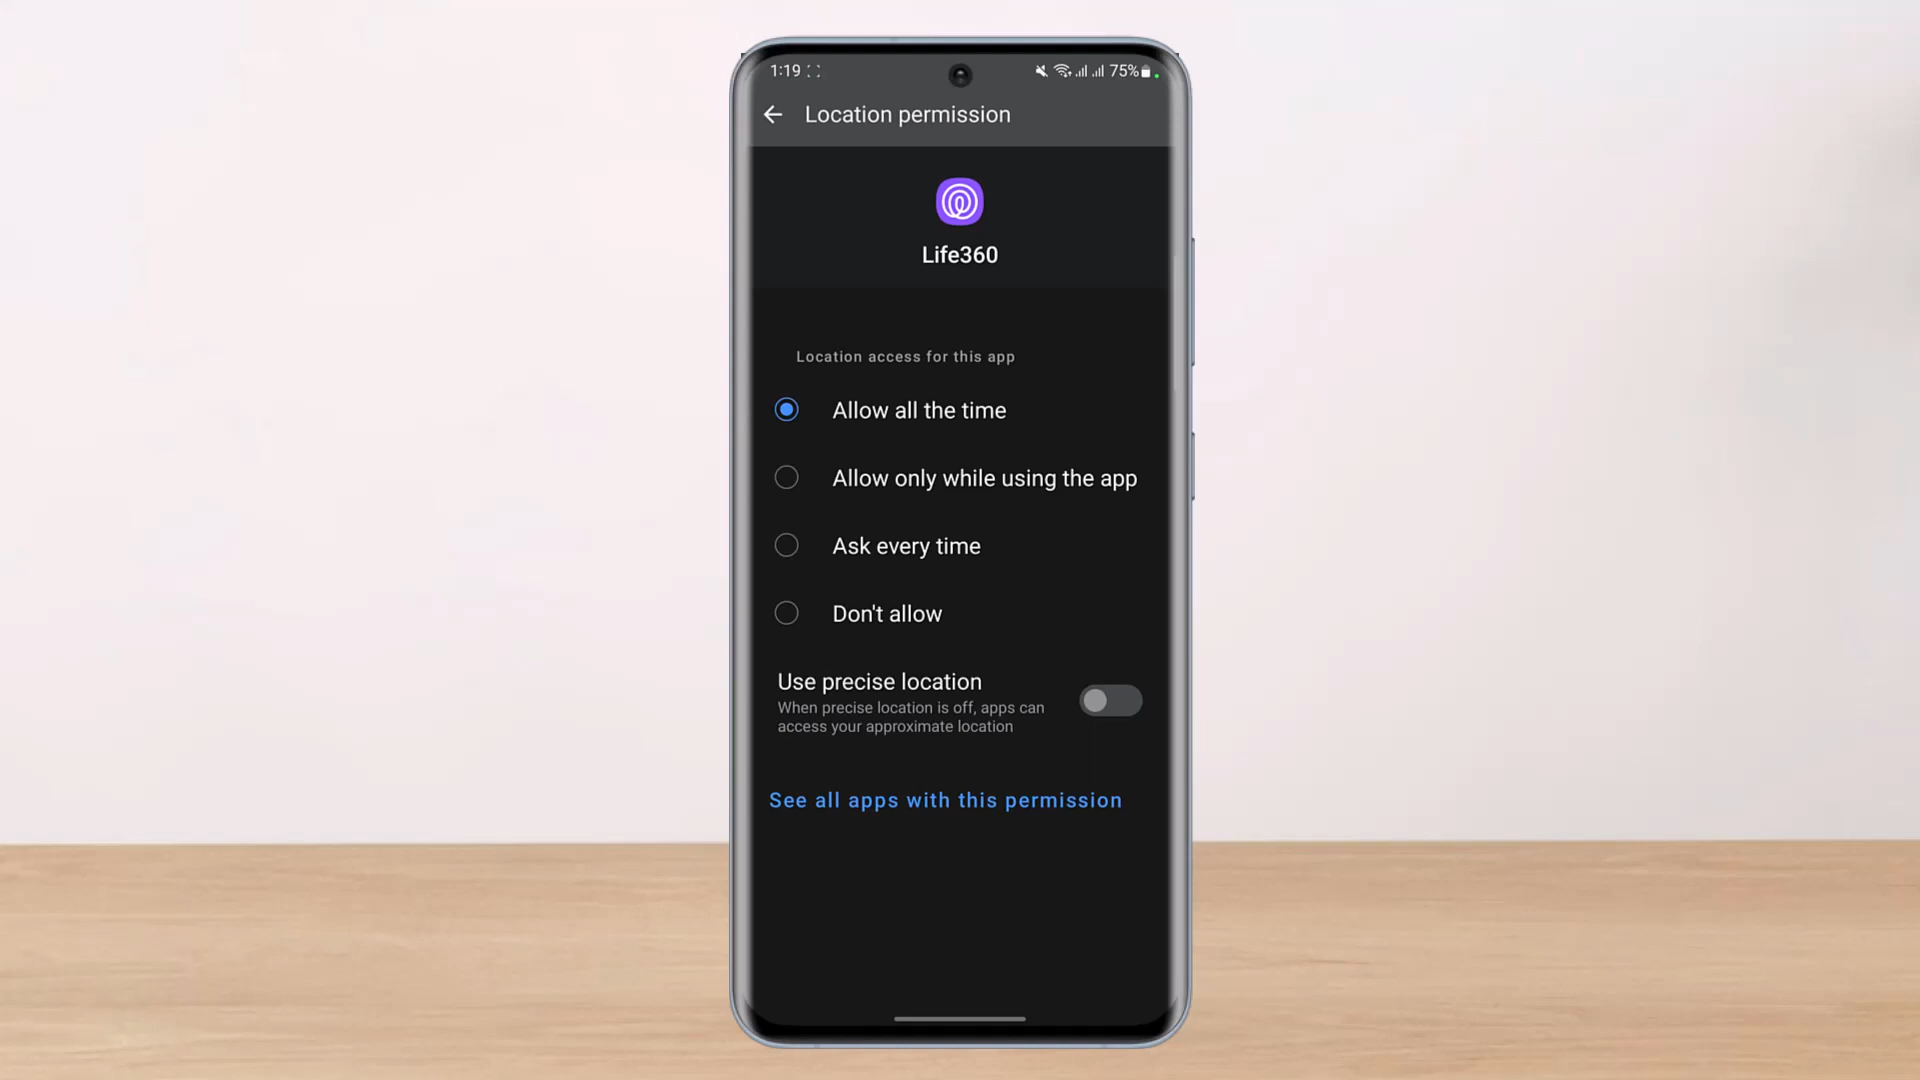 1:19
75%
Location permission
Life360
Location access for this app
Allow all the time
Allow only while using the app
Ask every time
Don't allow
Use precise location
When precise location is off, apps can
access your approximate location
See all apps with this permission